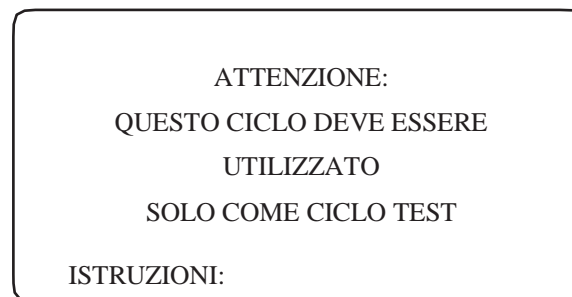 ATTENZIONE:
QUESTO CICLO DEVE ESSERE
UTILIZZATO
SOLO COME CICLO TEST
ISTRUZIONI: